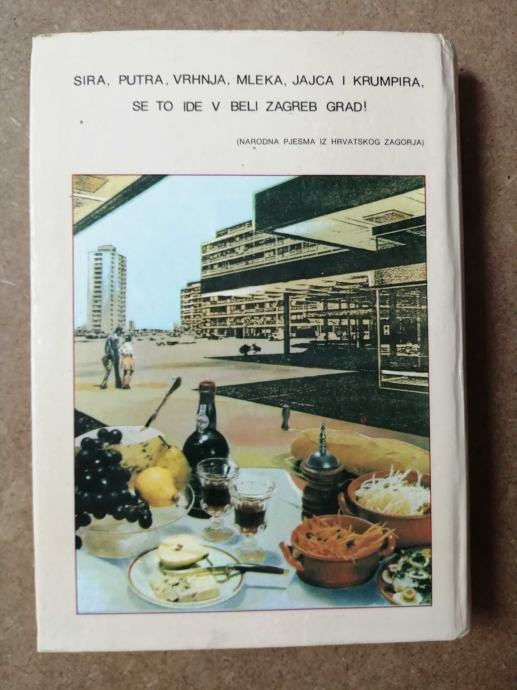 SIRA, PUTRA, VRHNJA, MLEKA, JAJCA I KRUMPIRA,
SE TO IDE V BELI ZAGREB GRAD!
(NARODNA PJESMA IZ HRVATSKOG ZAGORJA)